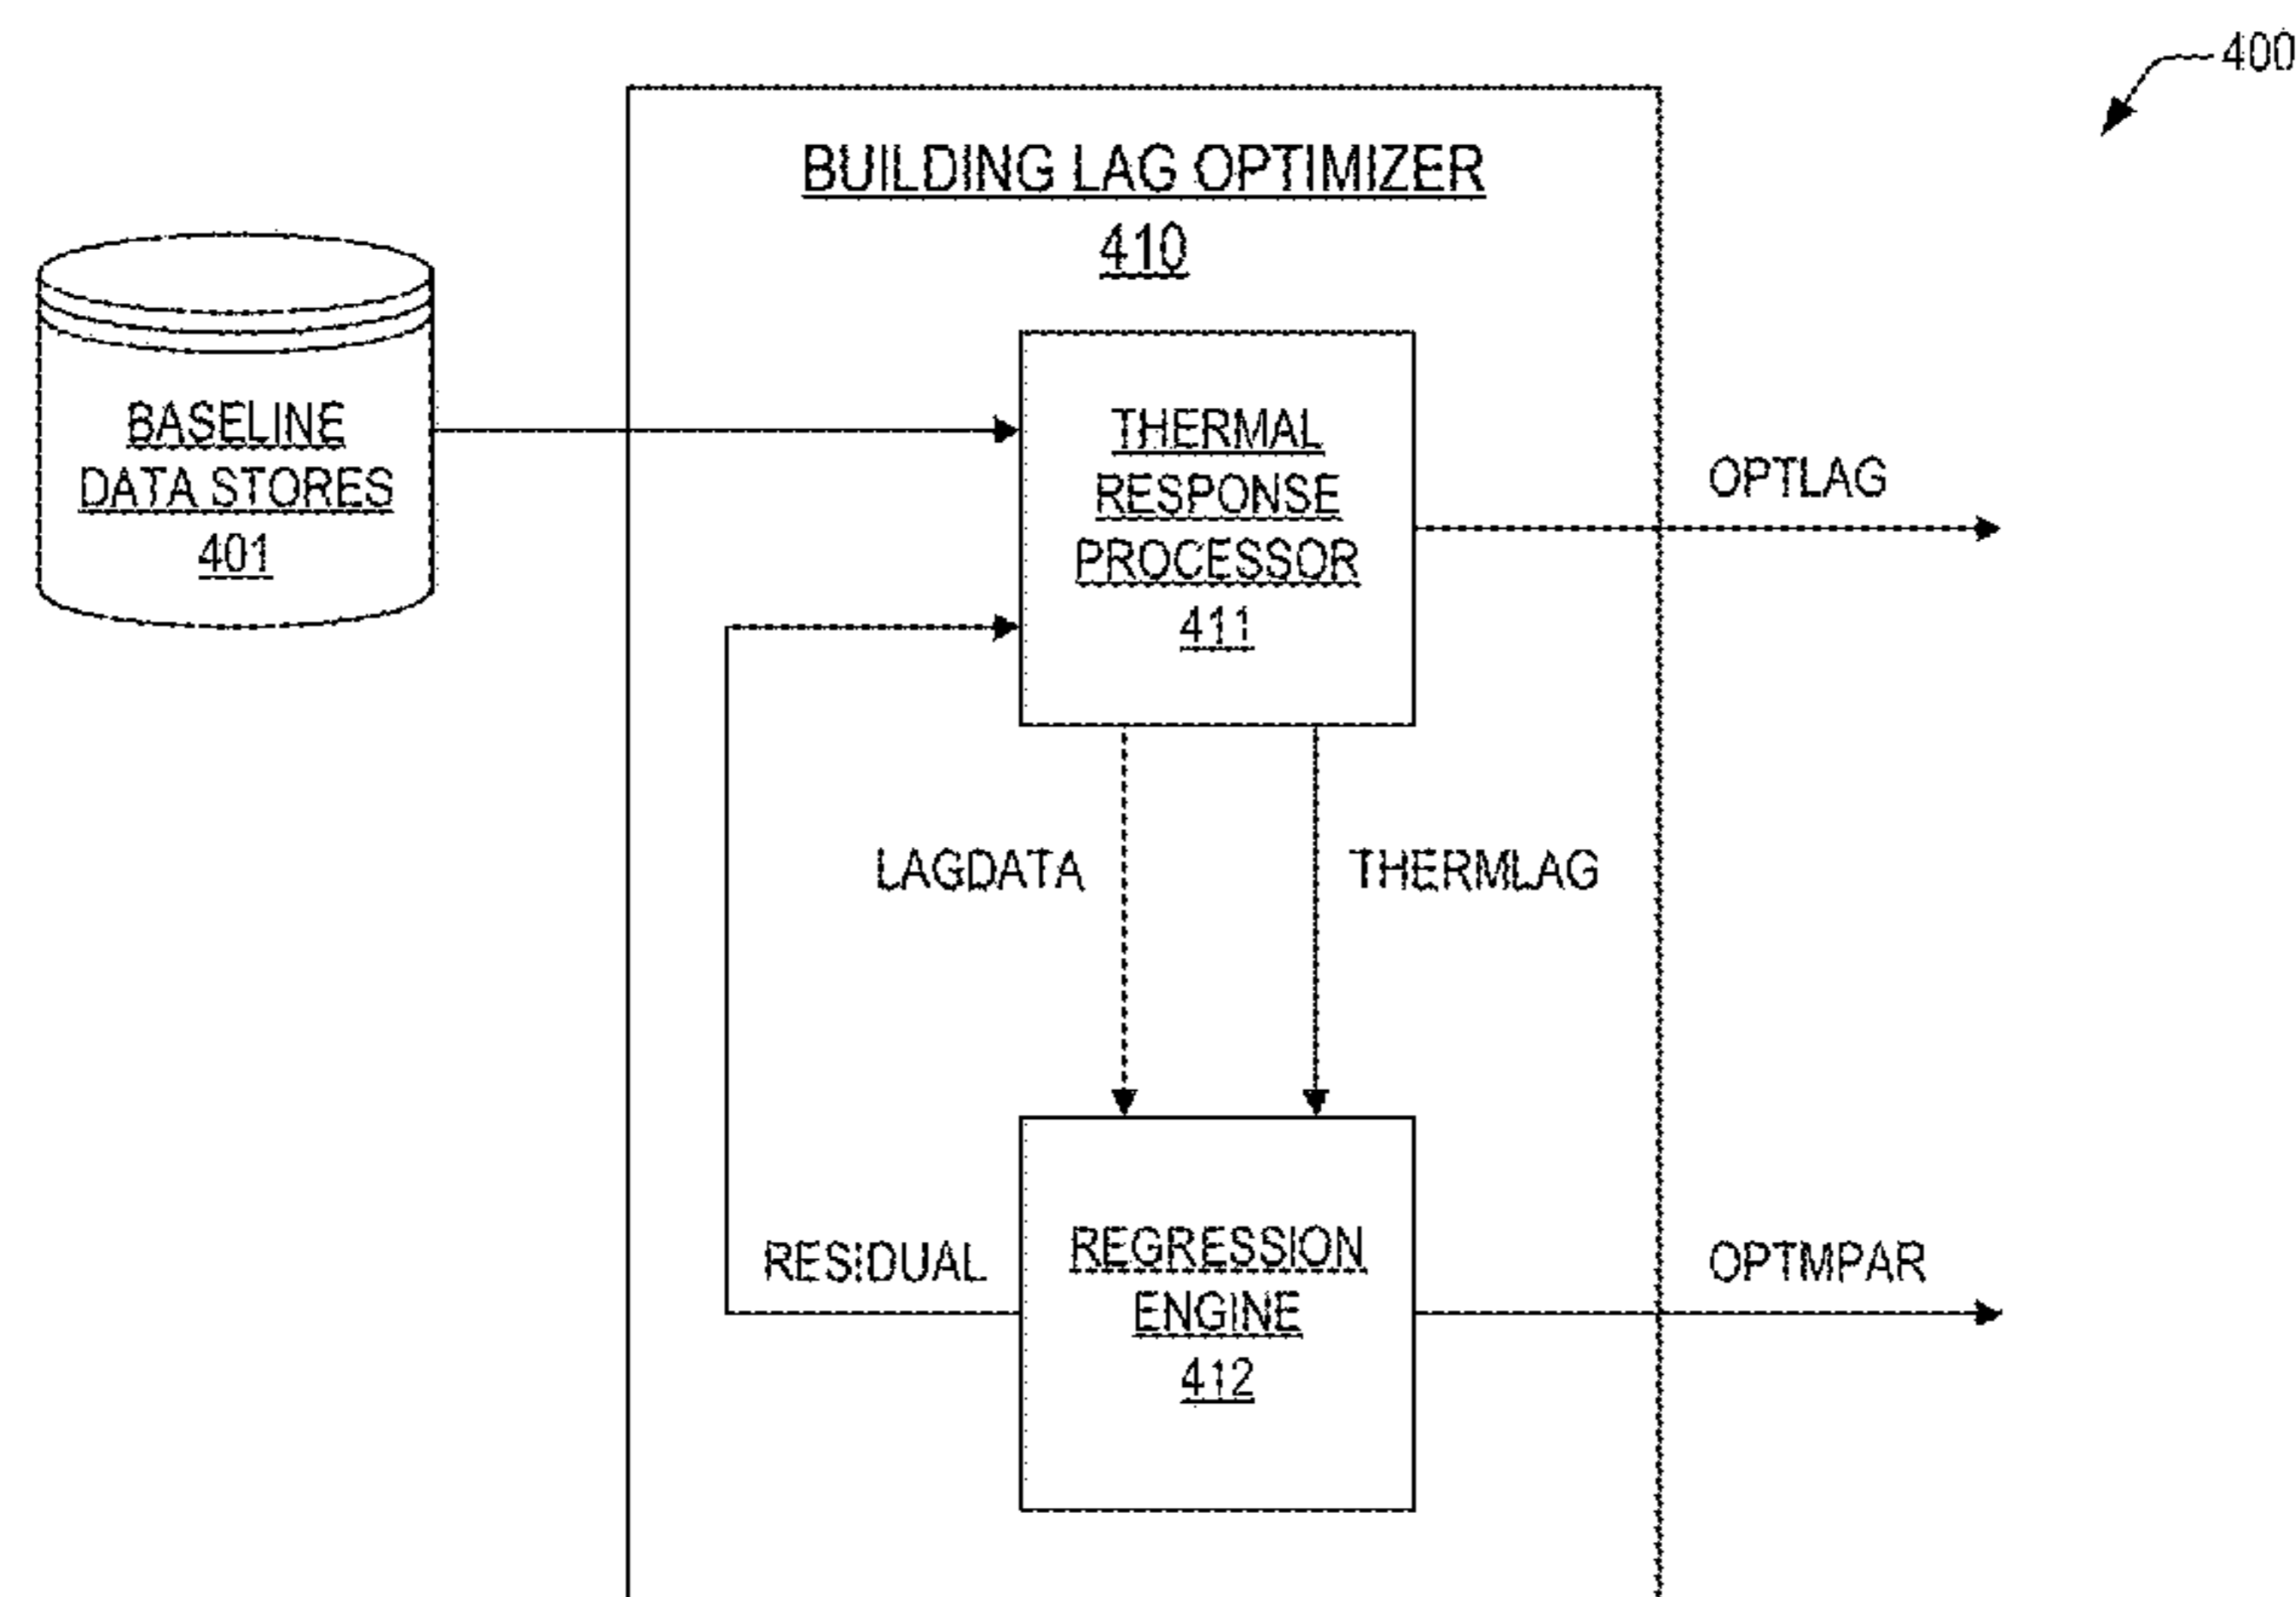 400
BUILDING LAG OPTIMIZER
410
BASELINE
DATA STORES
401
THERMAL
RESPONSE
PROCESSOR
411
OPTLAG
LAGDATA
THERMLAG
RESIDUAL
REGRESSION
ENGINE
412
OPTMPAR